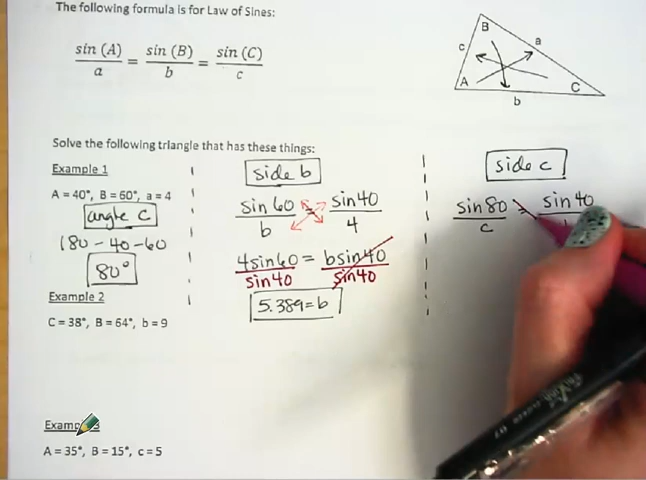 The following formula is for Law of Sines:
sin (A) / a = sin (B) / b = sin (C) / c
B
c a
A C
b
Solve the following triangle that has these things:
Example 1
A = 40°, B = 60°, a = 4
angle C
180 - 40 - 60
80°
side b
sin 60 / b = sin 40 / 4
4 sin 60 / sin 40 = b sin 40 / sin 40
5.389 = b
side c
sin 80 / c = sin 40
Example 2
C = 38°, B = 64°, b = 9
A = 35°, B = 15°, c = 5